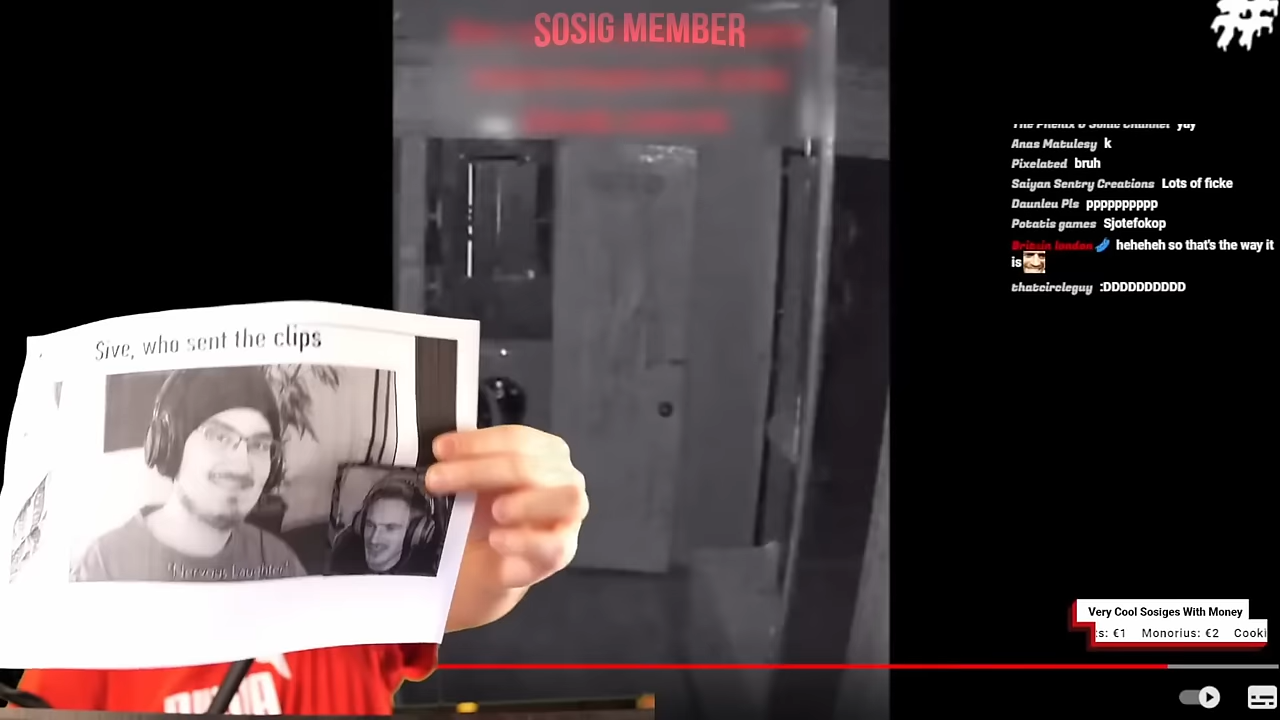 SOSIG MEMBER
Anas Matulesy k
Pixelated bruh
Saiyan Sentry Creations Lots of ficke
Daunleu Pls pppppppppp
Potatis games Sjotefokop
heheheh so that's the way it
is
thatcircleguy :DDDDDDDDDD
Sive, who sent the clips
"Nervous Laughter"
Very Cool Sosiges With Money
€1 Monorius: €2 Cooki